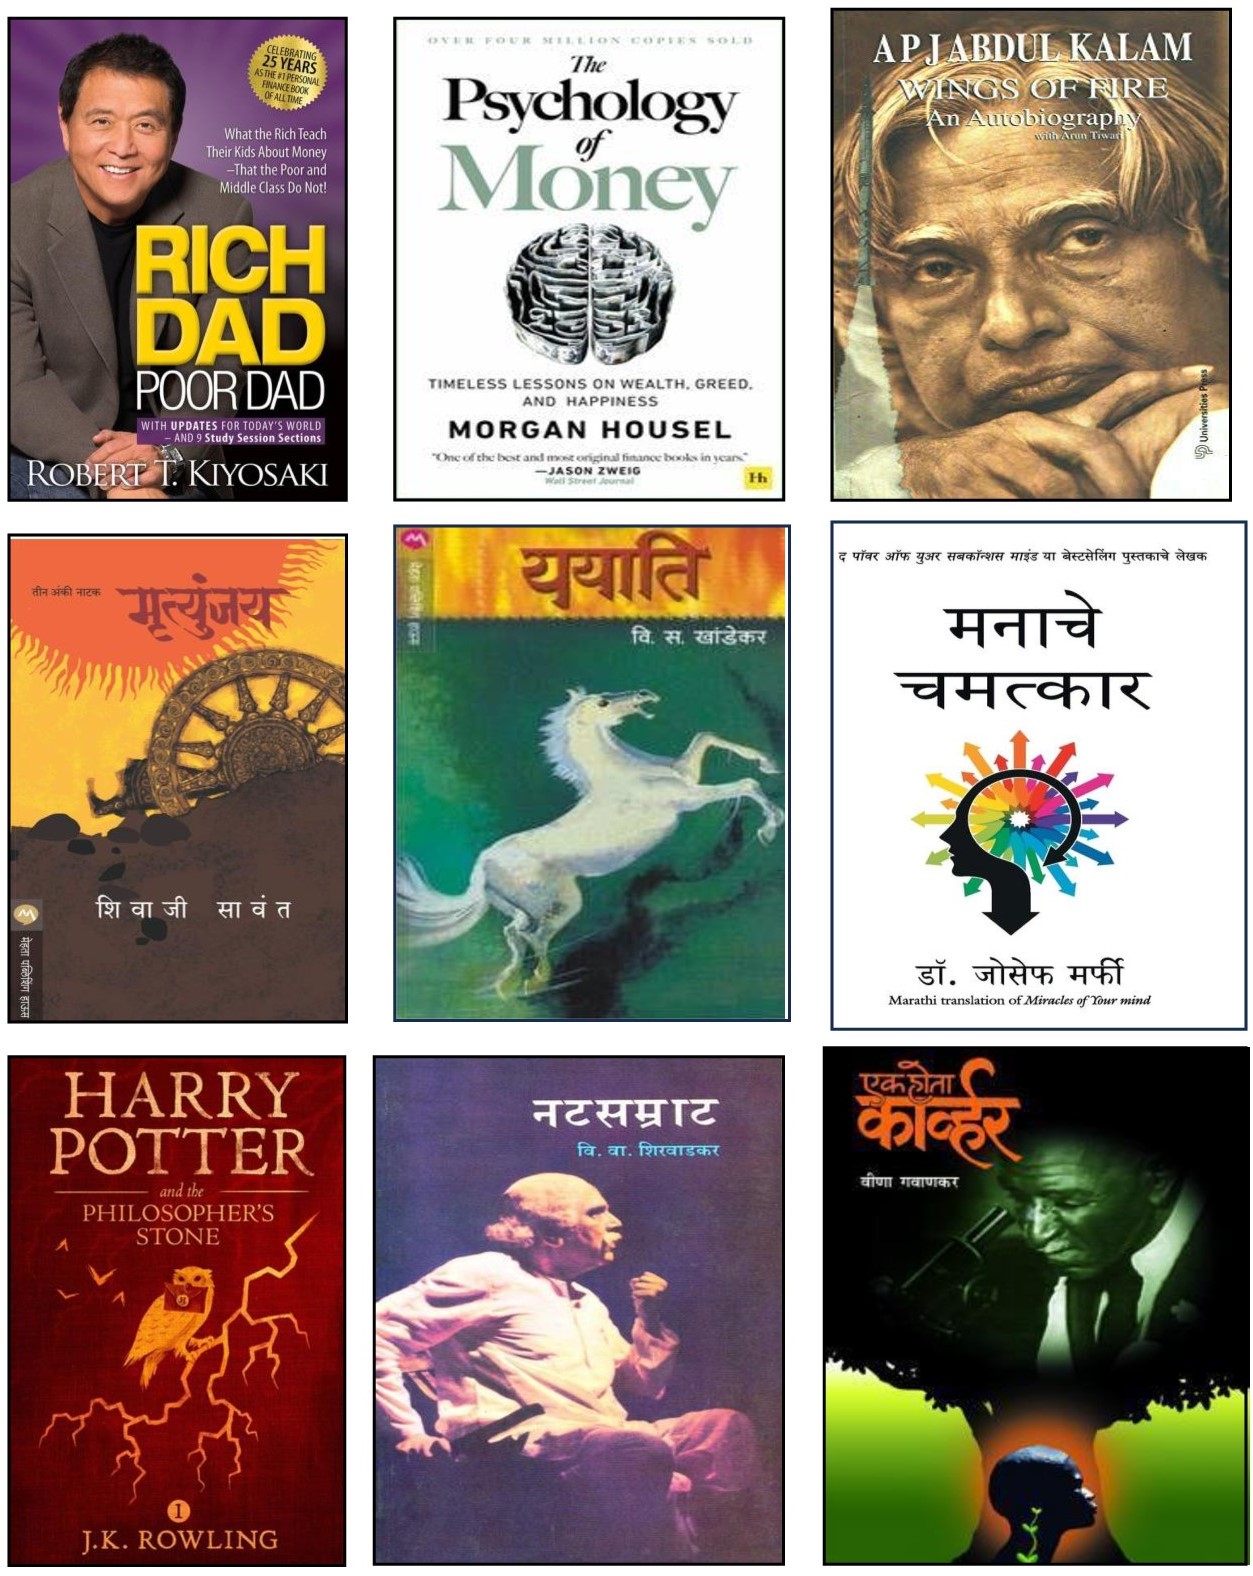 CELEBRATING
25 YEARS
AS THE #1 PERSONAL
FINANCE BOOK
OF ALL TIME
What the Rich Teach
Their Kids About Money
–That the Poor and
Middle Class Do Not!
RICH
DAD
POOR DAD
WITH UPDATES FOR TODAY'S WORLD
– AND 9 Study Session Sections
ROBERT T. KIYOSAKI
OVER FOUR MILLION COPIES SOLD
The
Psychology
of
Money
TIMELESS LESSONS ON WEALTH, GREED,
AND HAPPINESS
MORGAN HOUSEL
"One of the best and most original finance books in years."
—JASON ZWEIG
Wall Street Journal
Hh
A P J ABDUL KALAM
WINGS OF FIRE
An Autobiography
with Arun Tiwari
Universities Press
तीन अंकी नाटक
मृत्युंजय
शिवाजी सावंत
मेहता पब्लिशिंग हाऊस
ययाति
वि. स. खांडेकर
द पॉवर ऑफ युअर सबकॉन्शस माइंड या बेस्टसेलिंग पुस्तकाचे लेखक
मनाचे
चमत्कार
डॉ. जोसेफ मर्फी
Marathi translation of Miracles of Your mind
HARRY
POTTER
and the
PHILOSOPHER'S
STONE
1
J.K. ROWLING
नटसम्राट
वि. वा. शिरवाडकर
एक होता
कार्व्हर
वीणा गवाणकर